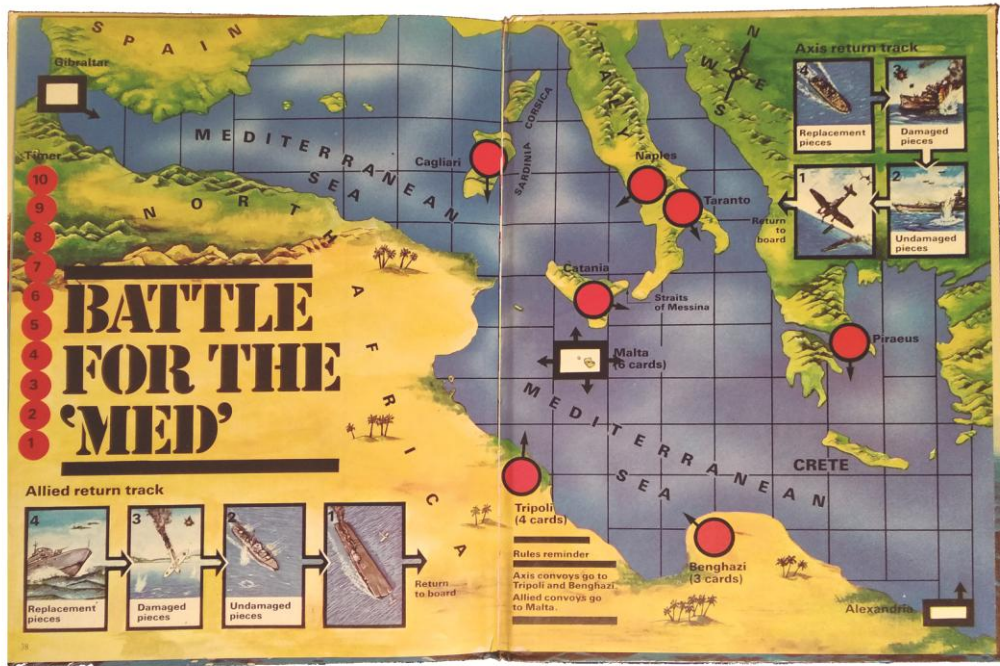 SPAIN
Gibraltar
MEDITERRANEAN
SEA
NORTH
AFRICA
Timer
10
9
8
7
6
5
4
3
2
1
BATTLE
FOR THE
'MED'
Allied return track
4
Replacement
pieces
3
Damaged
pieces
2
Undamaged
pieces
1
Return
to board
Cagliari
SARDINIA
CORSICA
ITALY
Naples
Taranto
Catania
Straits
of Messina
Malta
(6 cards)
N
W
E
S
Axis return track
4
Replacement
pieces
3
Damaged
pieces
1
2
Undamaged
pieces
Return
to
board
Piraeus
MEDITERRANEAN
SEA
CRETE
Tripoli
(4 cards)
Rules reminder
Axis convoys go to
Tripoli and Benghazi.
Allied convoys go
to Malta.
Benghazi
(3 cards)
Alexandria